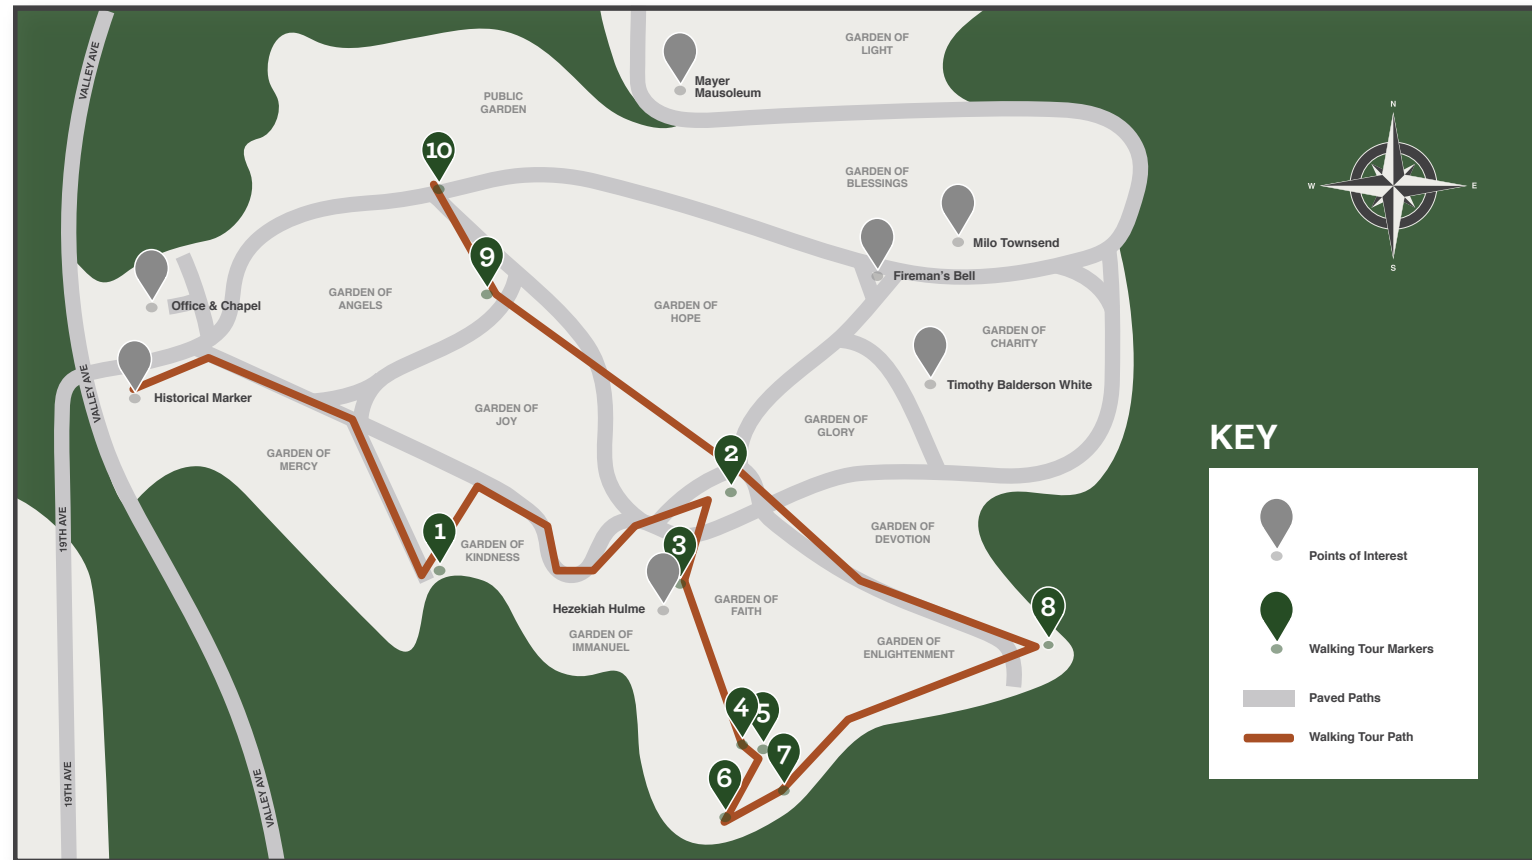 VALLEY AVE
GARDEN OF
LIGHT
Mayer
Mausoleum
PUBLIC
GARDEN
N
10
GARDEN OF
BLESSINGS
W
E
Milo Townsend
9
Fireman's Bell
S
Office & Chapel
GARDEN OF
ANGELS
GARDEN OF
HOPE
GARDEN OF
CHARITY
VALLEY AVE
Historical Marker
Timothy Balderson White
GARDEN OF
JOY
GARDEN OF
GLORY
KEY
GARDEN OF
MERCY
2
19TH AVE
1
GARDEN OF
KINDNESS
3
GARDEN OF
DEVOTION
Points of Interest
Hezekiah Hulme
GARDEN OF
FAITH
8
GARDEN OF
IMMANUEL
GARDEN OF
ENLIGHTENMENT
Walking Tour Markers
4
5
Paved Paths
7
6
Walking Tour Path
19TH AVE
VALLEY AVE